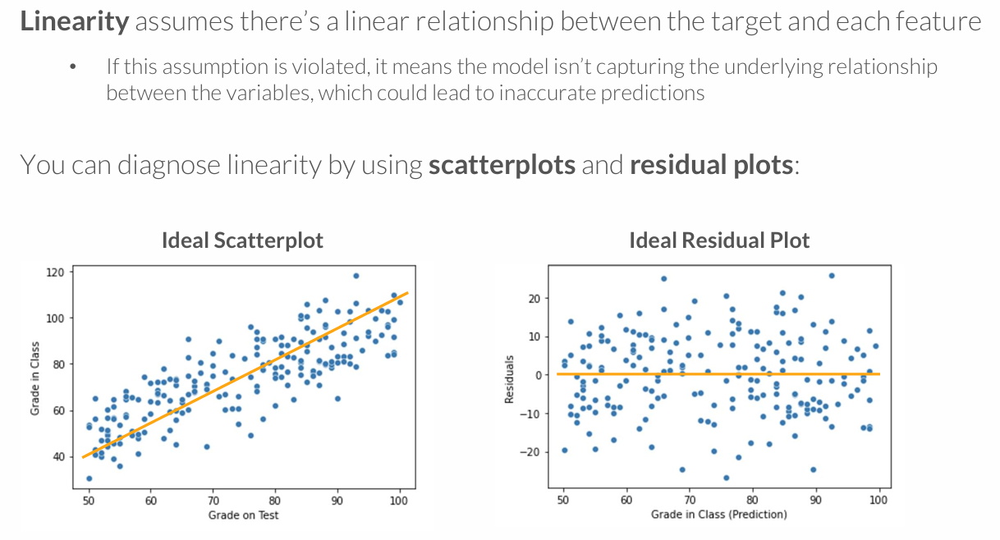 Linearity assumes there's a linear relationship between the target and each feature
• If this assumption is violated, it means the model isn't capturing the underlying relationship
between the variables, which could lead to inaccurate predictions
You can diagnose linearity by using scatterplots and residual plots:
Ideal Scatterplot
120
100
80
60
40
Grade in Class
50 60 70 80 90 100
Grade on Test
Ideal Residual Plot
20
10
0
−10
−20
Residuals
50 60 70 80 90 100
Grade in Class (Prediction)